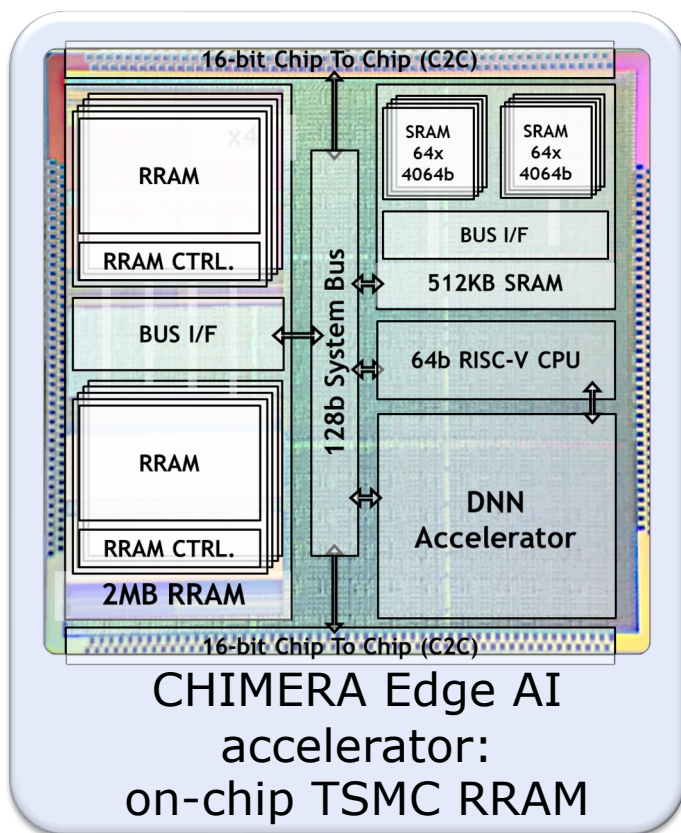 16-bit Chip To Chip (C2C)
x4
RRAM
RRAM CTRL.
BUS I/F
RRAM
RRAM CTRL.
2MB RRAM
128b System Bus
SRAM
64x
4064b
SRAM
64x
4064b
BUS I/F
512KB SRAM
64b RISC-V CPU
DNN
Accelerator
16-bit Chip To Chip (C2C)
CHIMERA Edge AI
accelerator:
on-chip TSMC RRAM